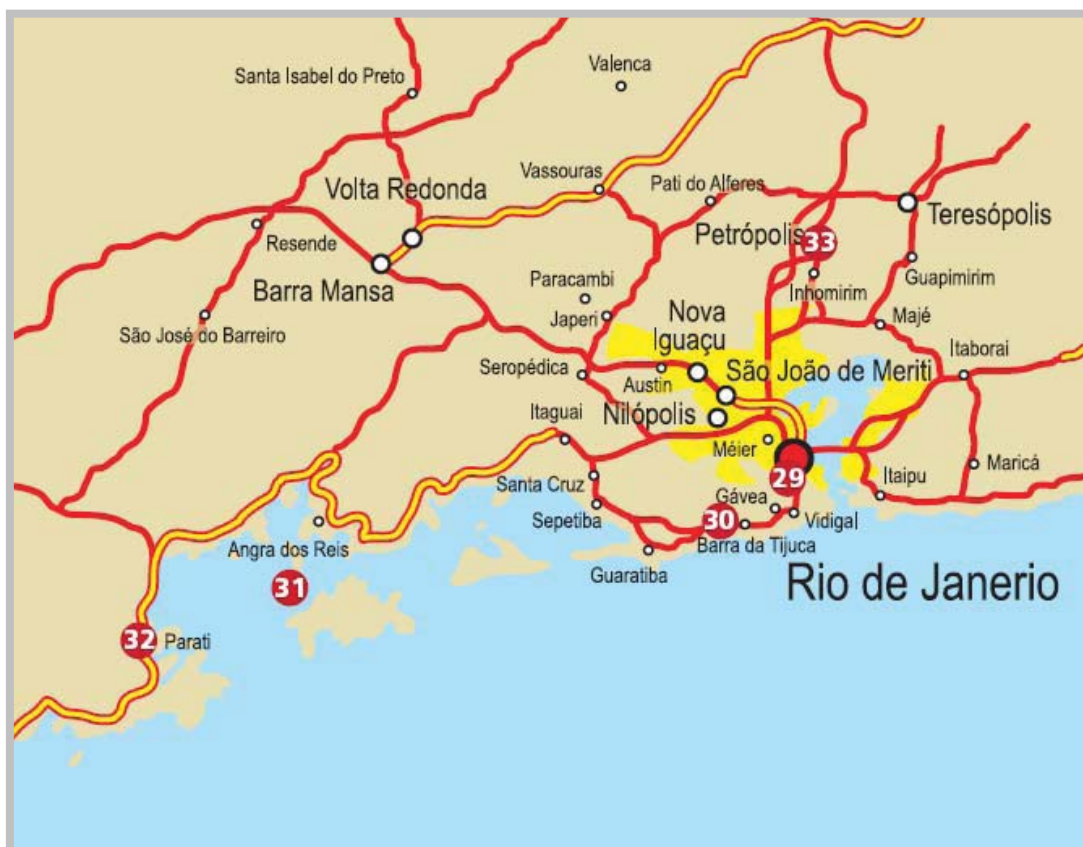 Valenca
Santa Isabel do Preto
Vassouras
Pati do Alferes
Volta Redonda
Teresópolis
Petrópolis
33
Resende
Guapimirim
Barra Mansa
Paracambi
Inhomirim
Japeri
Nova
Iguaçu
Majé
São José do Barreiro
Itaborai
Seropédica
Austin
São João de Meriti
Itaguai
Nilópolis
Méier
Maricá
Santa Cruz
29
Itaipu
Gávea
Sepetiba
30
Vidigal
Angra dos Reis
Barra da Tijuca
Guaratiba
Rio de Janerio
31
32
Parati